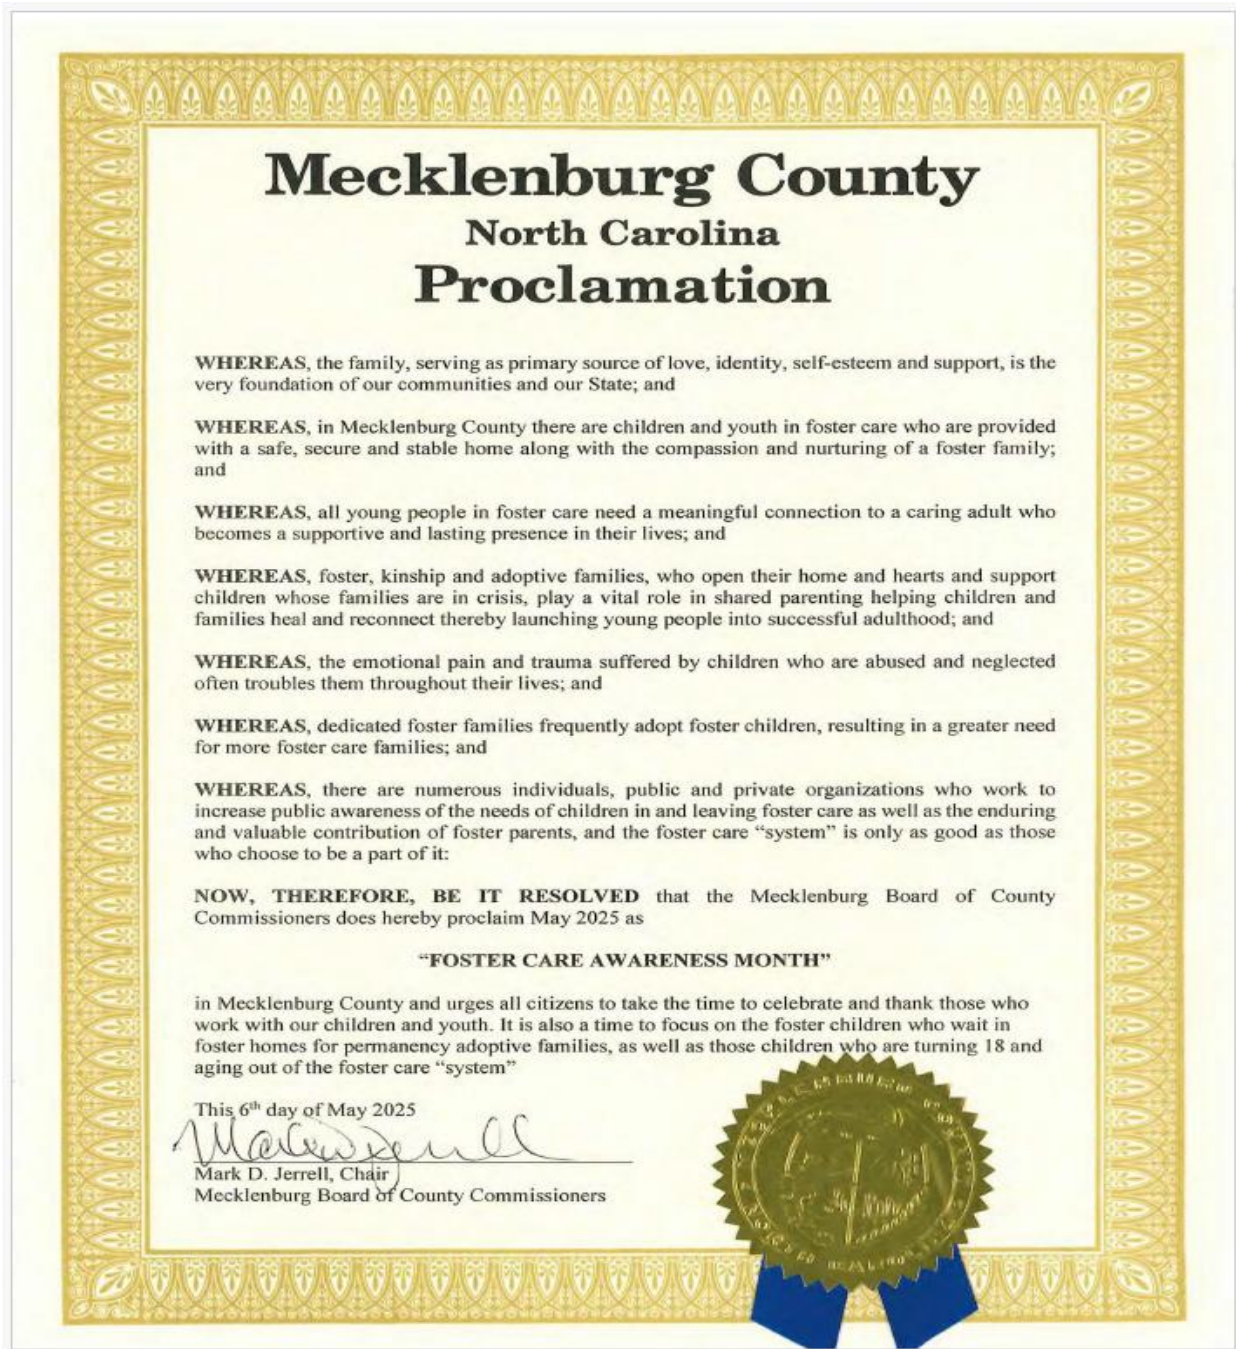 Mecklenburg County
North Carolina
Proclamation
WHEREAS, the family, serving as primary source of love, identity, self-esteem and support, is the
very foundation of our communities and our State; and
WHEREAS, in Mecklenburg County there are children and youth in foster care who are provided
with a safe, secure and stable home along with the compassion and nurturing of a foster family;
and
WHEREAS, all young people in foster care need a meaningful connection to a caring adult who
becomes a supportive and lasting presence in their lives; and
WHEREAS, foster, kinship and adoptive families, who open their home and hearts and support
children whose families are in crisis, play a vital role in shared parenting helping children and
families heal and reconnect thereby launching young people into successful adulthood; and
WHEREAS, the emotional pain and trauma suffered by children who are abused and neglected
often troubles them throughout their lives; and
WHEREAS, dedicated foster families frequently adopt foster children, resulting in a greater need
for more foster care families; and
WHEREAS, there are numerous individuals, public and private organizations who work to
increase public awareness of the needs of children in and leaving foster care as well as the enduring
and valuable contribution of foster parents, and the foster care “system” is only as good as those
who choose to be a part of it:
NOW, THEREFORE, BE IT RESOLVED that the Mecklenburg Board of County
Commissioners does hereby proclaim May 2025 as
“FOSTER CARE AWARENESS MONTH”
in Mecklenburg County and urges all citizens to take the time to celebrate and thank those who
work with our children and youth. It is also a time to focus on the foster children who wait in
foster homes for permanency adoptive families, as well as those children who are turning 18 and
aging out of the foster care “system”
This 6th day of May 2025
Mark D. Jerrell, Chair
Mecklenburg Board of County Commissioners